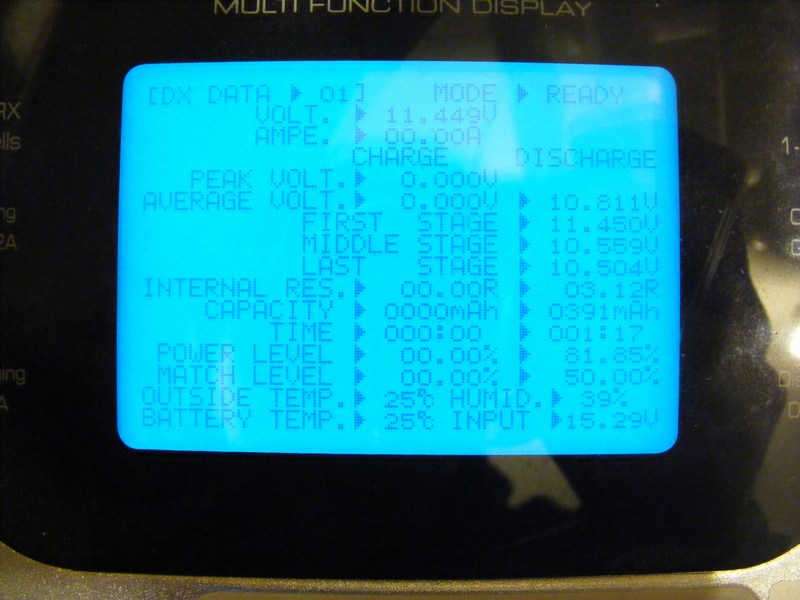 MULTI FUNCTION DISPLAY
[DX DATA ▶ 01] MODE ▶ READY
VOLT. ▶ 11.449V
AMPE. ▶ 00.00A
CHARGE DISCHARGE
PEAK VOLT. ▶ 0.000V
AVERAGE VOLT. ▶ 0.000V ▶ 10.811V
FIRST STAGE ▶ 11.450V
MIDDLE STAGE ▶ 10.559V
LAST STAGE ▶ 10.504V
INTERNAL RES. ▶ 00.00R ▶ 03.12R
CAPACITY ▶ 0000mAh ▶ 0391mAh
TIME ▶ 000:00 ▶ 001:17
POWER LEVEL ▶ 00.00% ▶ 81.85%
MATCH LEVEL ▶ 00.00% ▶ 50.00%
OUTSIDE TEMP. ▶ 25℃ HUMID. ▶ 39%
BATTERY TEMP. ▶ 25℃ INPUT ▶ 15.29V